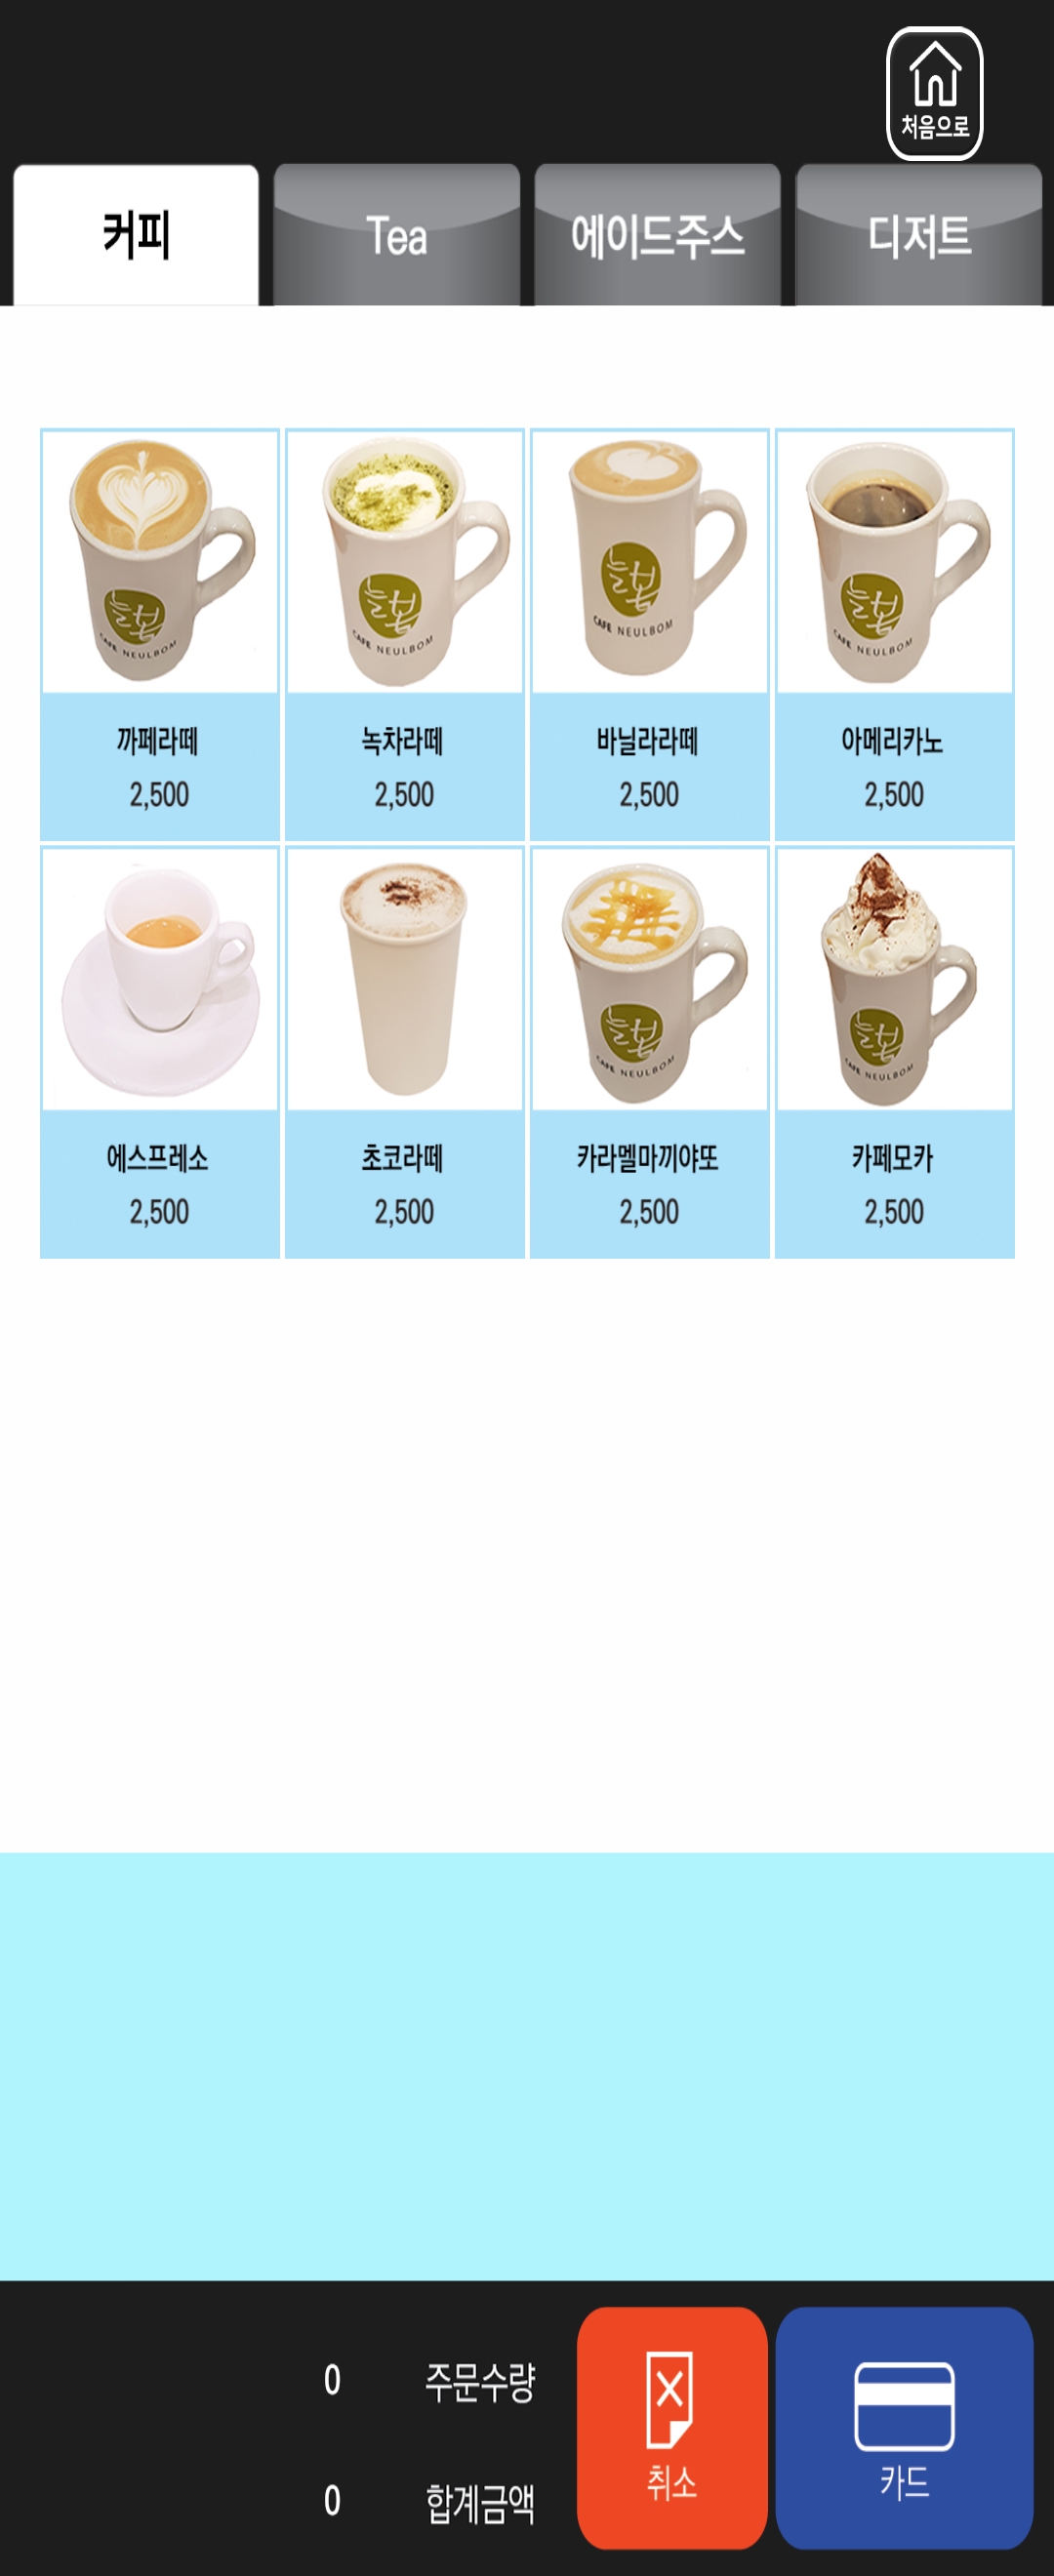 처음으로
커피 Tea 에이드주스 디저트
늘봄 늘봄 늘봄 늘봄
CAFE NEULBOM CAFE NEULBOM CAFE NEULBOM CAFE NEULBOM
까페라떼 녹차라떼 바닐라라떼 아메리카노
2,500 2,500 2,500 2,500
늘봄 늘봄
CAFE NEULBOM CAFE NEULBOM
에스프레소 초코라떼 카라멜마끼야또 카페모카
2,500 2,500 2,500 2,500
0 주문수량
0 합계금액
취소 카드